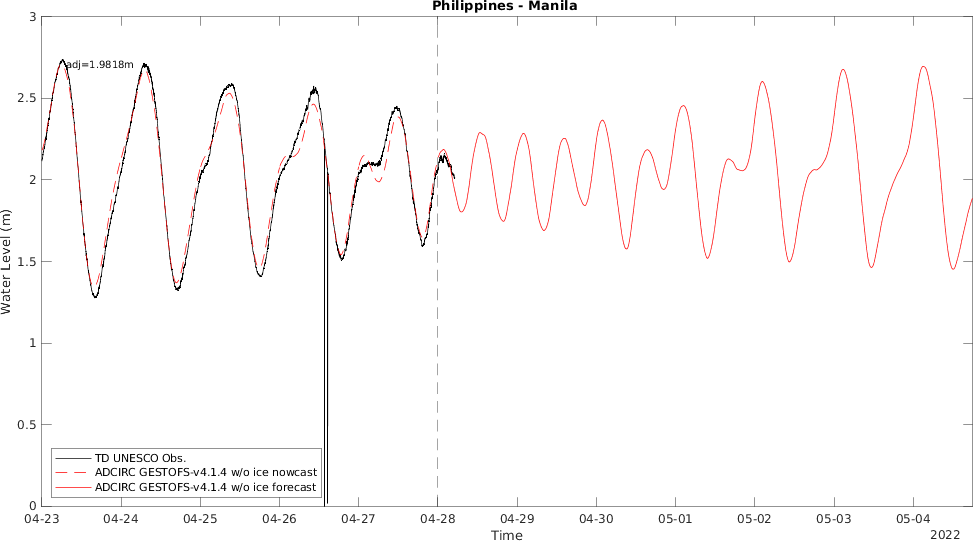 Philippines - Manila
3
2.5
2
1.5
1
0.5
0
Water Level (m)
adj=1.9818m
TD UNESCO Obs.
ADCIRC GESTOFS-v4.1.4 w/o ice nowcast
ADCIRC GESTOFS-v4.1.4 w/o ice forecast
04-23 04-24 04-25 04-26 04-27 04-28 04-29 04-30 05-01 05-02 05-03 05-04
Time
2022